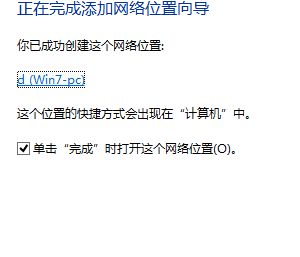 正在完成添加网络位置向导
你已成功创建这个网络位置:
d (Win7-pc)
这个位置的快捷方式会出现在“计算机”中。
单击“完成”时打开这个网络位置(O)。